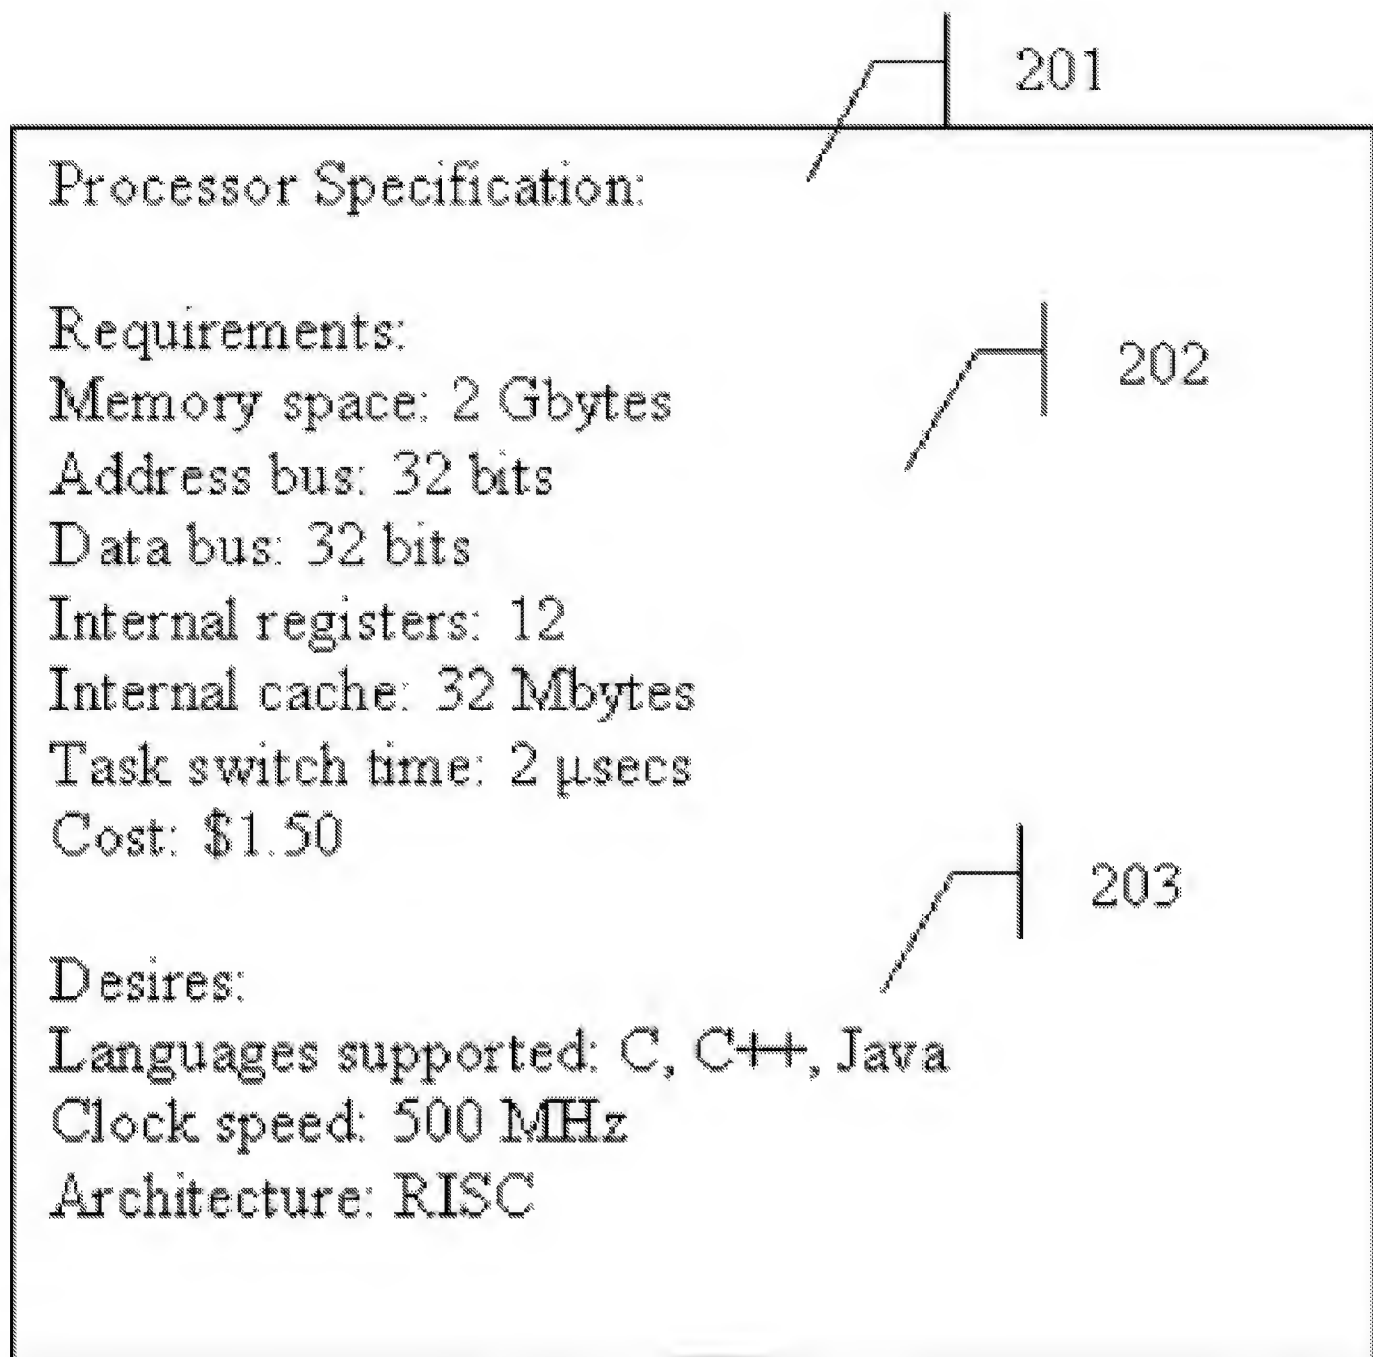 201
Processor Specification:
Requirements:
202
Memory space: 2 Gbytes
Address bus: 32 bits
Data bus: 32 bits
Internal registers: 12
Internal cache: 32 Mbytes
Task switch time: 2 µsecs
Cost: $1.50
203
Desires:
Languages supported: C, C++, Java
Clock speed: 500 MHz
Architecture: RISC